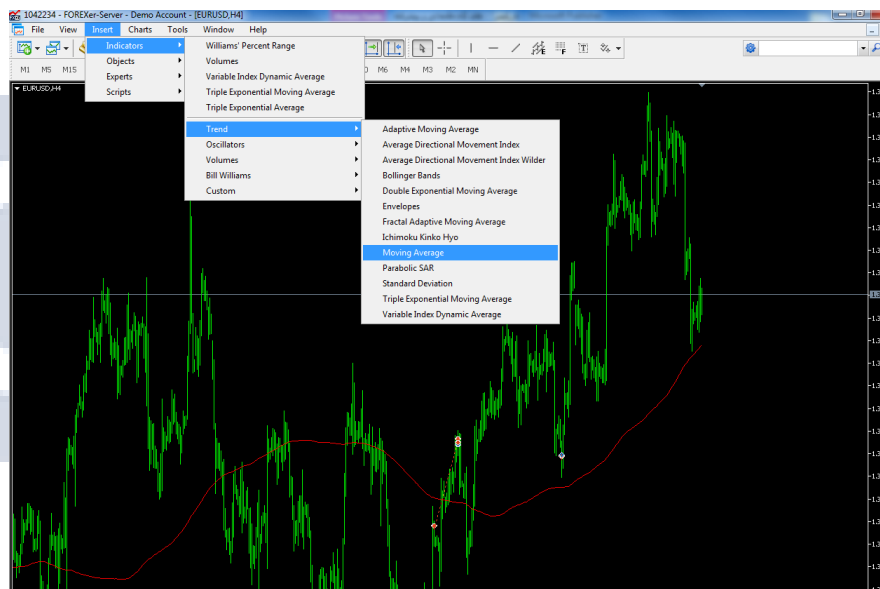 1042234 - FOREXer-Server - Demo Account - [EURUSD,H4]
File View Insert Charts Tools Window Help
Indicators
Objects
Experts
Scripts
Williams' Percent Range
Volumes
Variable Index Dynamic Average
Triple Exponential Moving Average
Triple Exponential Average
Trend
Oscillators
Volumes
Bill Williams
Custom
Adaptive Moving Average
Average Directional Movement Index
Average Directional Movement Index Wilder
Bollinger Bands
Double Exponential Moving Average
Envelopes
Fractal Adaptive Moving Average
Ichimoku Kinko Hyo
Moving Average
Parabolic SAR
Standard Deviation
Triple Exponential Moving Average
Variable Index Dynamic Average
M1 M5 M15 M6 M4 M3 M2 MN
EURUSD,H4